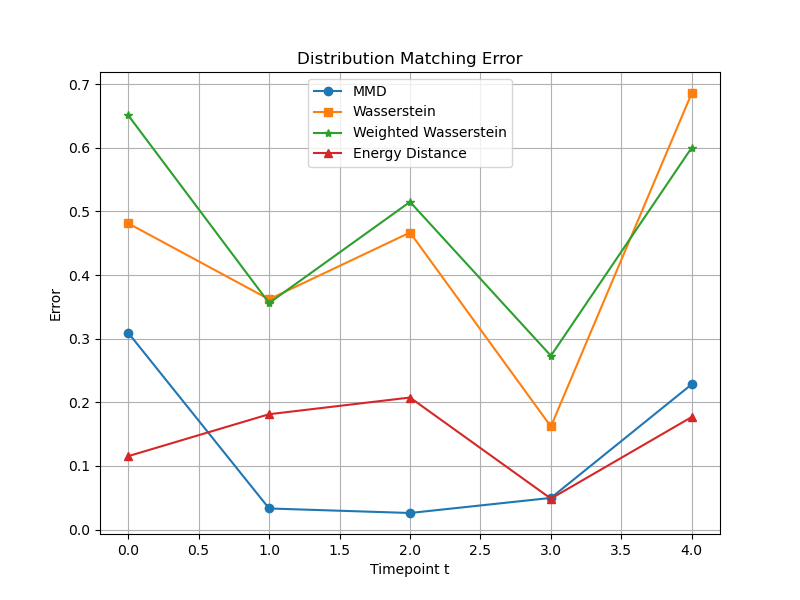 Distribution Matching Error
MMD
Wasserstein
Weighted Wasserstein
Energy Distance
Error
0.7
0.6
0.5
0.4
0.3
0.2
0.1
0.0
0.0 0.5 1.0 1.5 2.0 2.5 3.0 3.5 4.0
Timepoint t